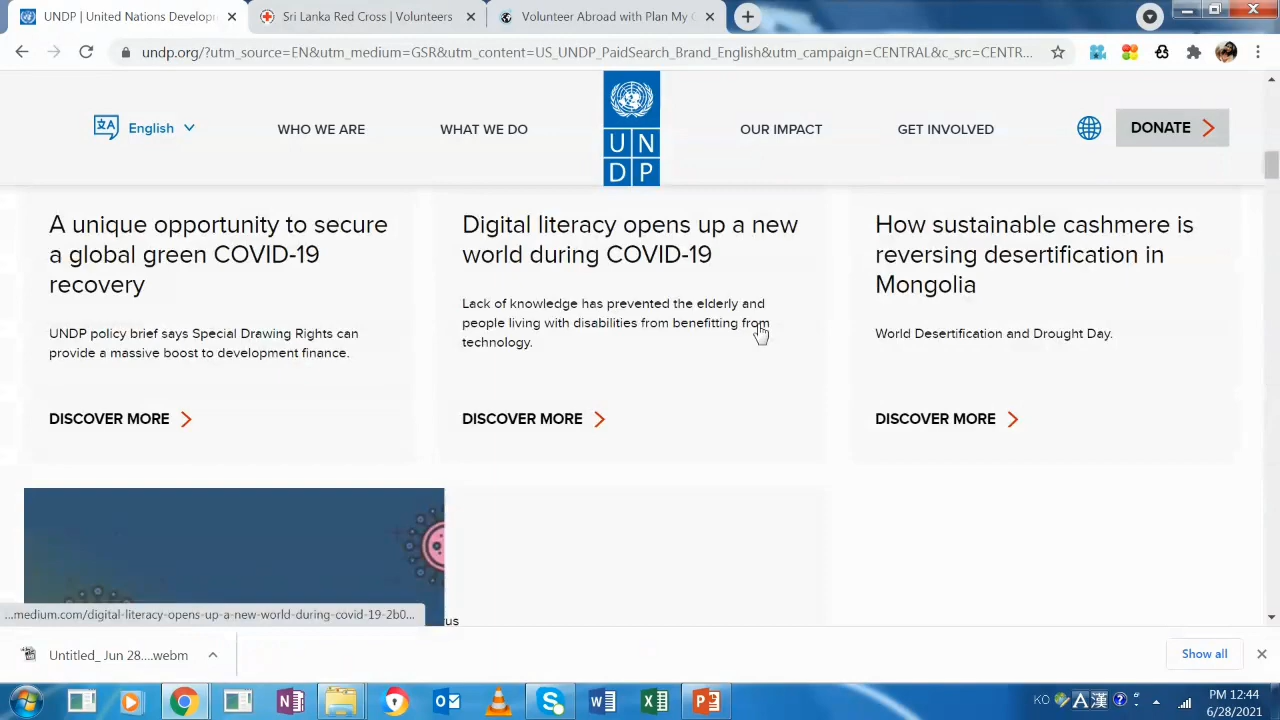 UNDP | United Nations Develop
Sri Lanka Red Cross | Volunteers
Volunteer Abroad with Plan My G
undp.org/?utm_source=EN&utm_medium=GSR&utm_content=US_UNDP_PaidSearch_Brand_English&utm_campaign=CENTRAL&c_src=CENTR...
English
WHO WE ARE
WHAT WE DO
UN
DP
OUR IMPACT
GET INVOLVED
DONATE
A unique opportunity to secure
a global green COVID-19
recovery
UNDP policy brief says Special Drawing Rights can
provide a massive boost to development finance.
DISCOVER MORE
Digital literacy opens up a new
world during COVID-19
Lack of knowledge has prevented the elderly and
people living with disabilities from benefitting from
technology.
DISCOVER MORE
How sustainable cashmere is
reversing desertification in
Mongolia
World Desertification and Drought Day.
DISCOVER MORE
...medium.com/digital-literacy-opens-up-a-new-world-during-covid-19-2b0...
us
Untitled_ Jun 28....webm
Show all
KO
A
漢
PM 12:44
6/28/2021